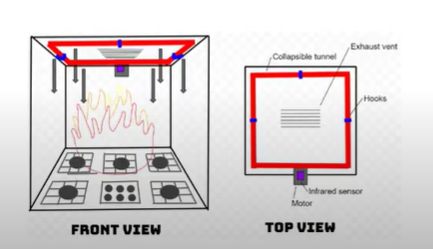 Exhaust vent
Collapsible tunnel
Hooks
Infrared sensor
Motor
FRONT VIEW
TOP VIEW